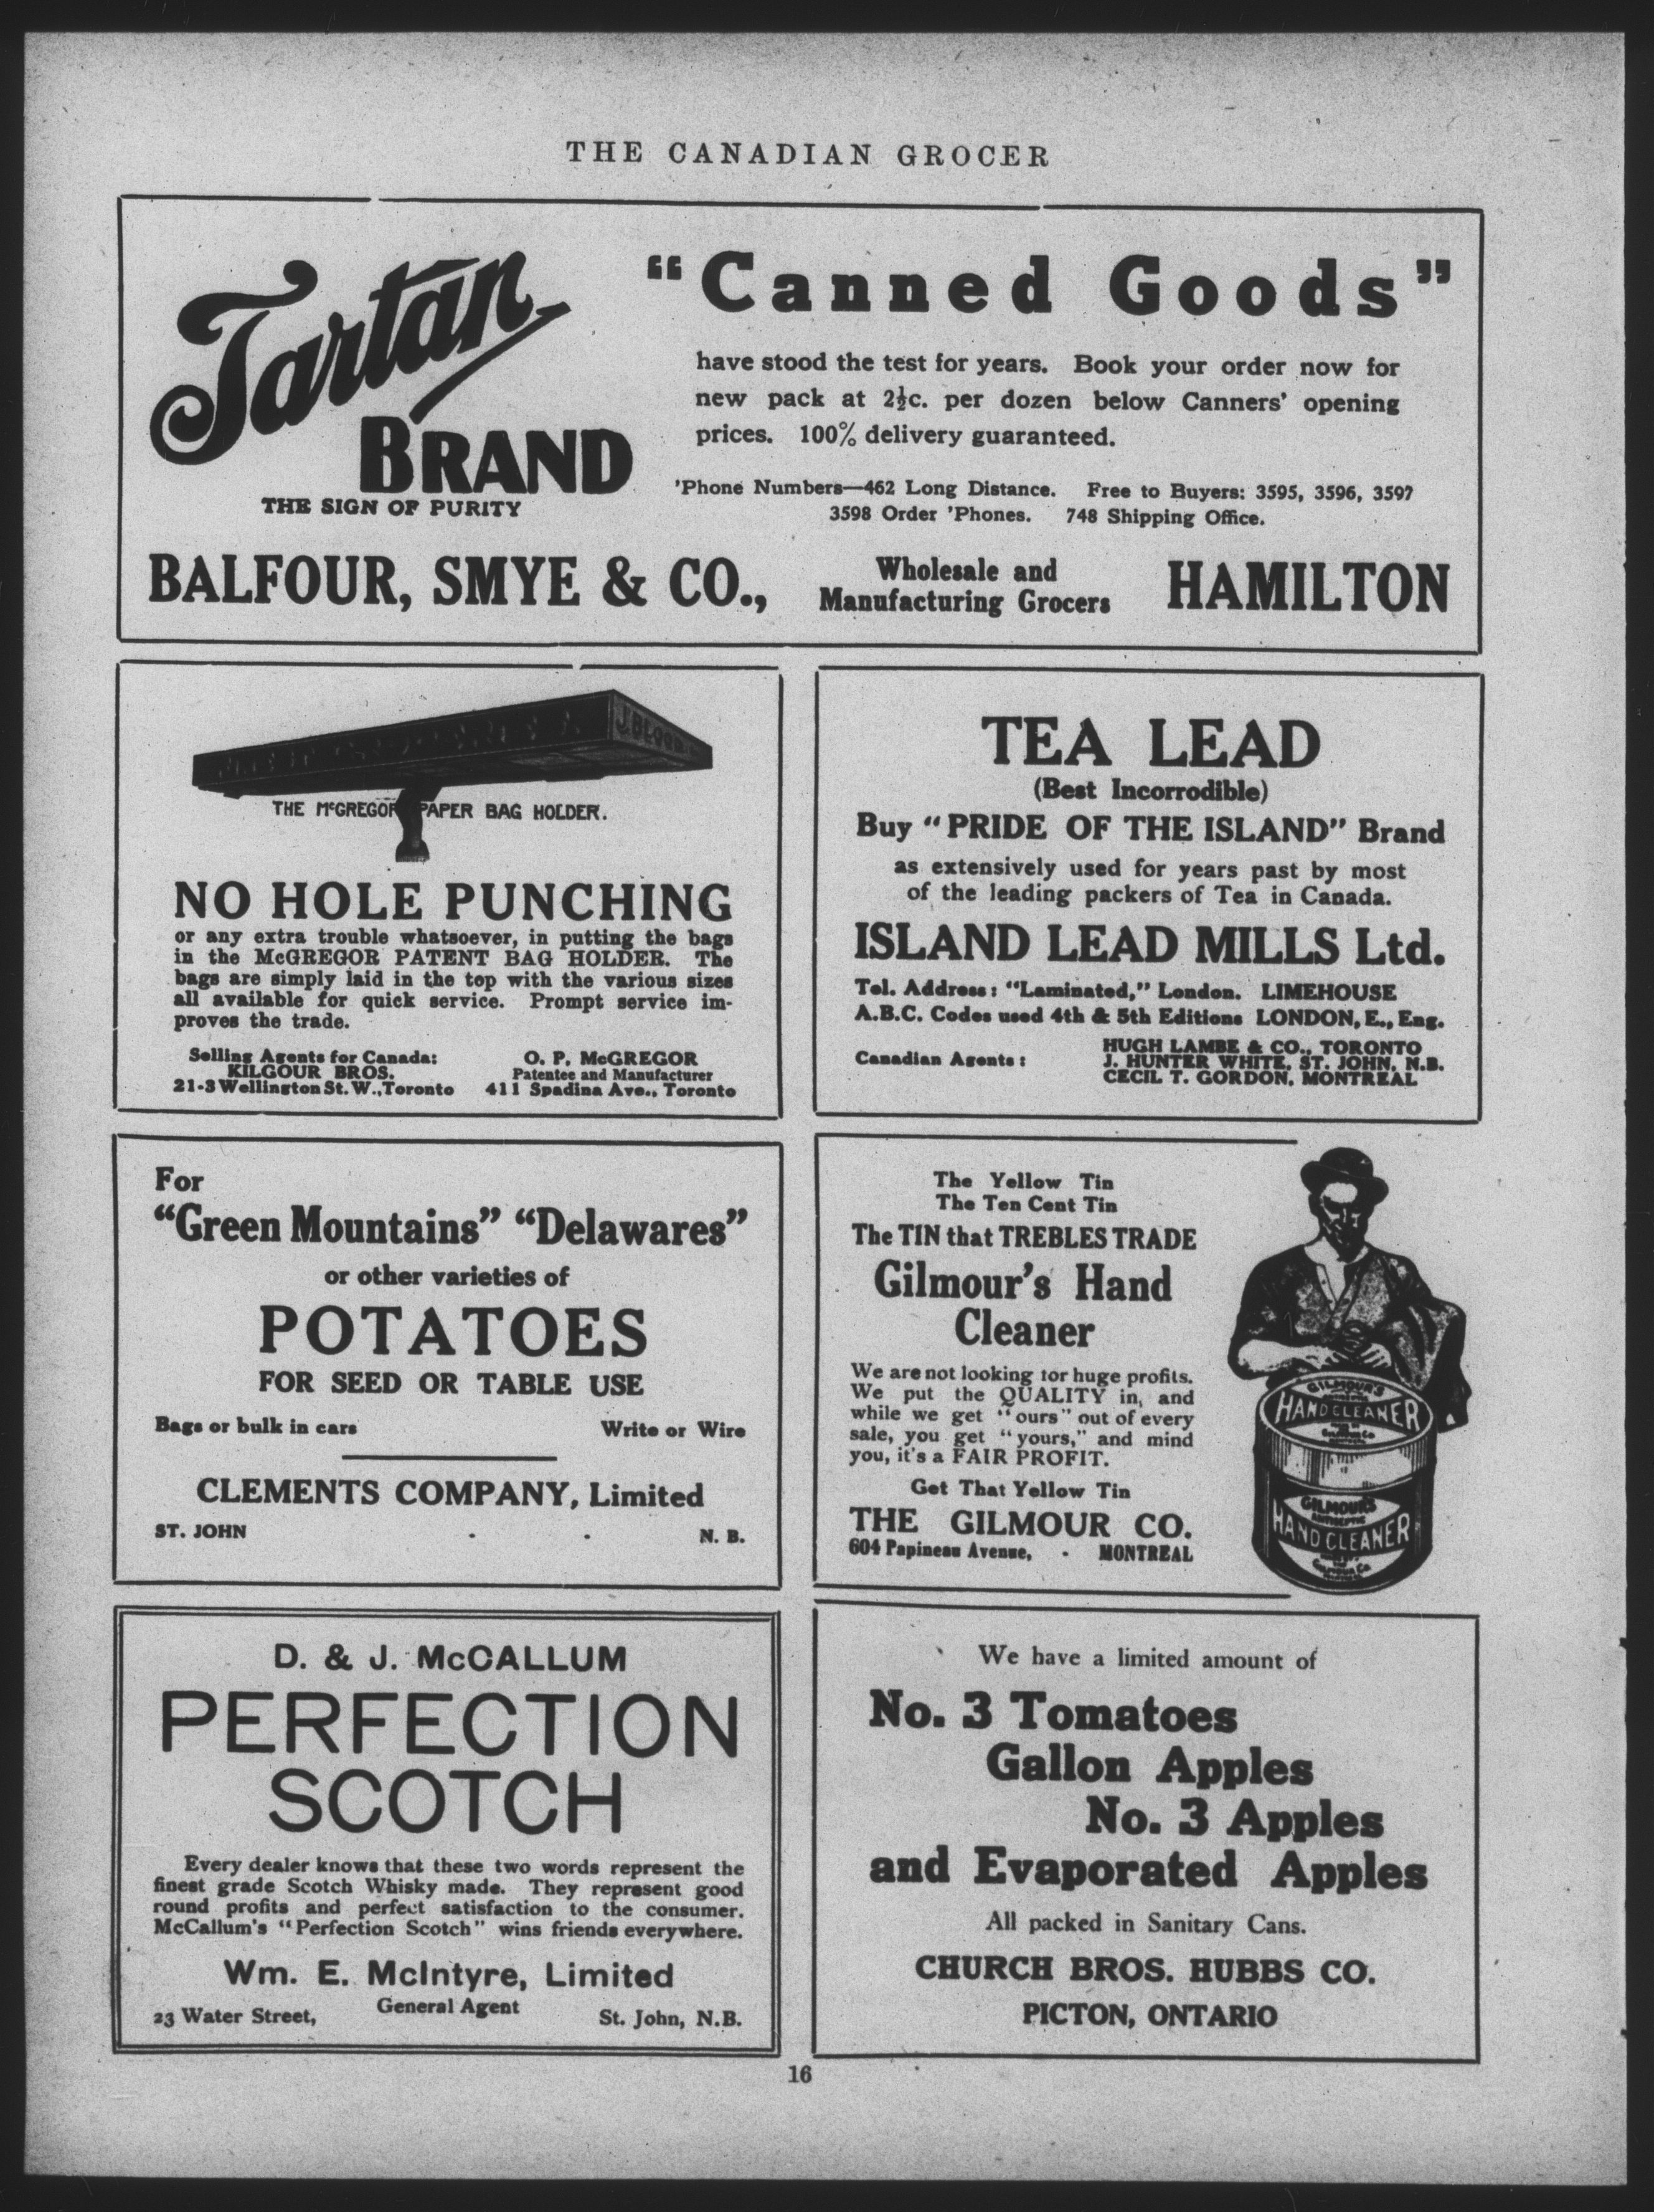 THE CANADIAN GROCER
Tartan
BRAND
THE SIGN OF PURITY
"Canned Goods"
have stood the test for years. Book your order now for
new pack at 2½c. per dozen below Canners' opening
prices. 100% delivery guaranteed.
'Phone Numbers—462 Long Distance. Free to Buyers: 3595, 3596, 3597
3598 Order 'Phones. 748 Shipping Office.
BALFOUR, SMYE & CO.,
Wholesale and
Manufacturing Grocers
HAMILTON
J. BLOOD
THE McGREGOR PAPER BAG HOLDER.
NO HOLE PUNCHING
or any extra trouble whatsoever, in putting the bags
in the McGREGOR PATENT BAG HOLDER. The
bags are simply laid in the top with the various sizes
all available for quick service. Prompt service im-
proves the trade.
Selling Agents for Canada:
KILGOUR BROS.
21-3 Wellington St. W., Toronto
O. P. McGREGOR
Patentee and Manufacturer
411 Spadina Ave., Toronto
TEA LEAD
(Best Incorrodible)
Buy "PRIDE OF THE ISLAND" Brand
as extensively used for years past by most
of the leading packers of Tea in Canada.
ISLAND LEAD MILLS Ltd.
Tel. Address: "Laminated," London. LIMEHOUSE
A.B.C. Codes used 4th & 5th Editions LONDON, E., Eng.
Canadian Agents:
HUGH LAMBE & CO., TORONTO
J. HUNTER WHITE, ST. JOHN, N.B.
CECIL T. GORDON, MONTREAL
For
"Green Mountains" "Delawares"
or other varieties of
POTATOES
FOR SEED OR TABLE USE
Bags or bulk in cars Write or Wire
CLEMENTS COMPANY, Limited
ST. JOHN - - N. B.
The Yellow Tin
The Ten Cent Tin
The TIN that TREBLES TRADE
Gilmour's Hand
Cleaner
We are not looking for huge profits.
We put the QUALITY in, and
while we get "ours" out of every
sale, you get "yours," and mind
you, it's a FAIR PROFIT.
Get That Yellow Tin
THE GILMOUR CO.
604 Papineau Avenue, - MONTREAL
GILMOUR'S
HAND CLEANER
GILMOUR'S
ANTISEPTIC
HAND CLEANER
D. & J. McCALLUM
PERFECTION
SCOTCH
Every dealer knows that these two words represent the
finest grade Scotch Whisky made. They represent good
round profits and perfect satisfaction to the consumer.
McCallum's "Perfection Scotch" wins friends everywhere.
Wm. E. McIntyre, Limited
General Agent
23 Water Street, St. John, N.B.
We have a limited amount of
No. 3 Tomatoes
Gallon Apples
No. 3 Apples
and Evaporated Apples
All packed in Sanitary Cans.
CHURCH BROS. HUBBS CO.
PICTON, ONTARIO
16